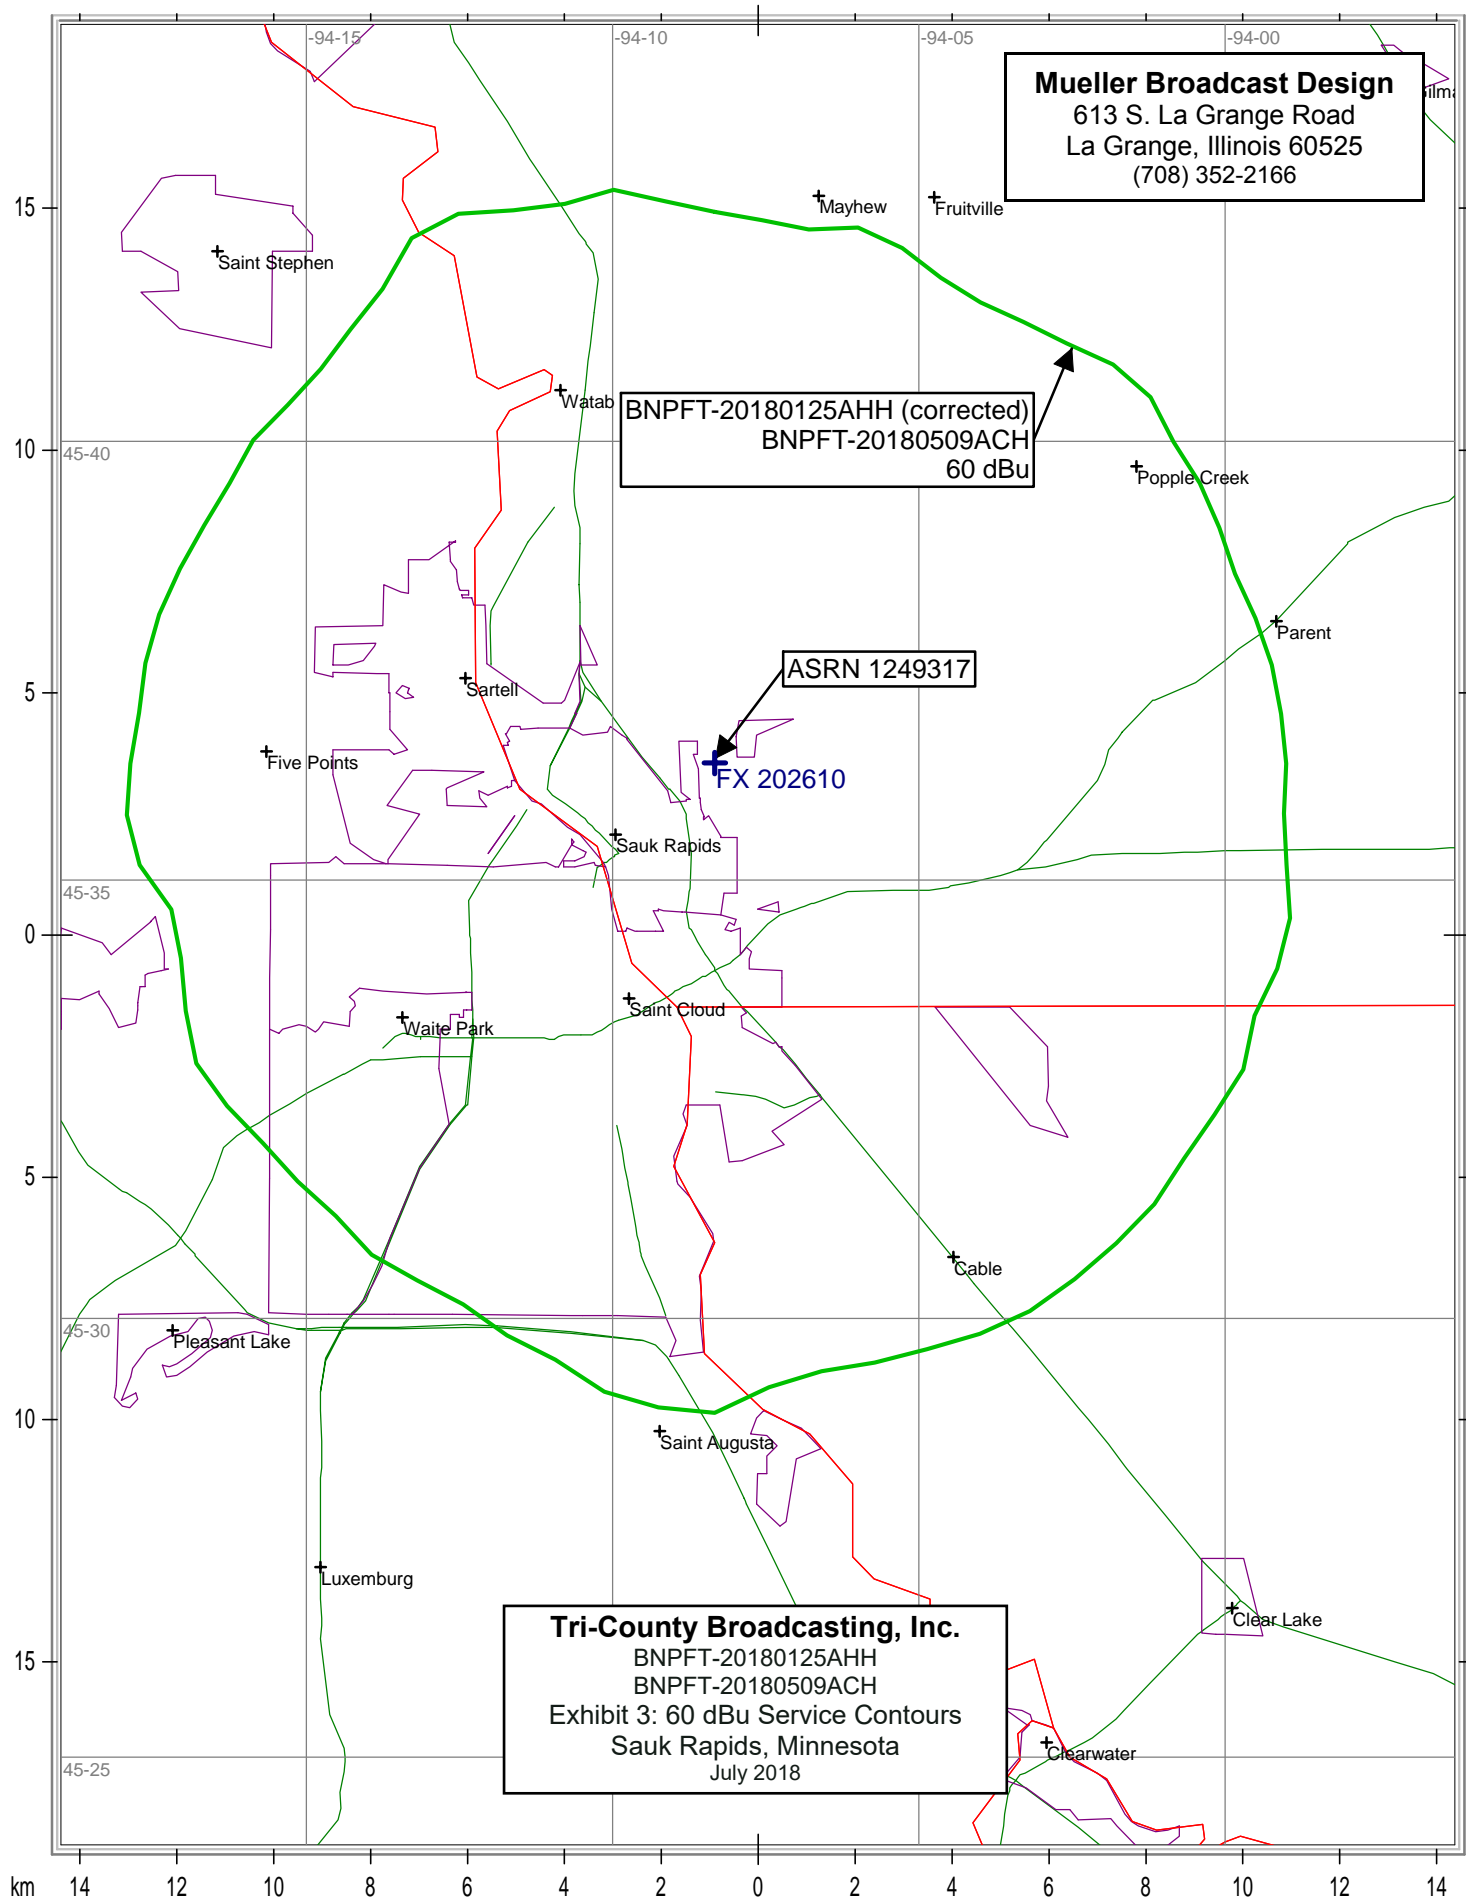 -94-15
-94-10
-94-05
-94-00
Mueller Broadcast Design
613 S. La Grange Road
La Grange, Illinois 60525
(708) 352-2166
15
Mayhew
Fruitville
Saint Stephen
Watab
BNPFT-20180125AHH (corrected)
BNPFT-20180509ACH
60 dBu
10
45-40
Popple Creek
Parent
ASRN 1249317
5
Sartell
Five Points
FX 202610
Sauk Rapids
45-35
0
Saint Cloud
Waite Park
5
Cable
45-30
Pleasant Lake
10
Saint Augusta
Luxemburg
Clear Lake
Tri-County Broadcasting, Inc.
BNPFT-20180125AHH
BNPFT-20180509ACH
Exhibit 3: 60 dBu Service Contours
Sauk Rapids, Minnesota
July 2018
15
Clearwater
45-25
km 14 12 10 8 6 4 2 0 2 4 6 8 10 12 14